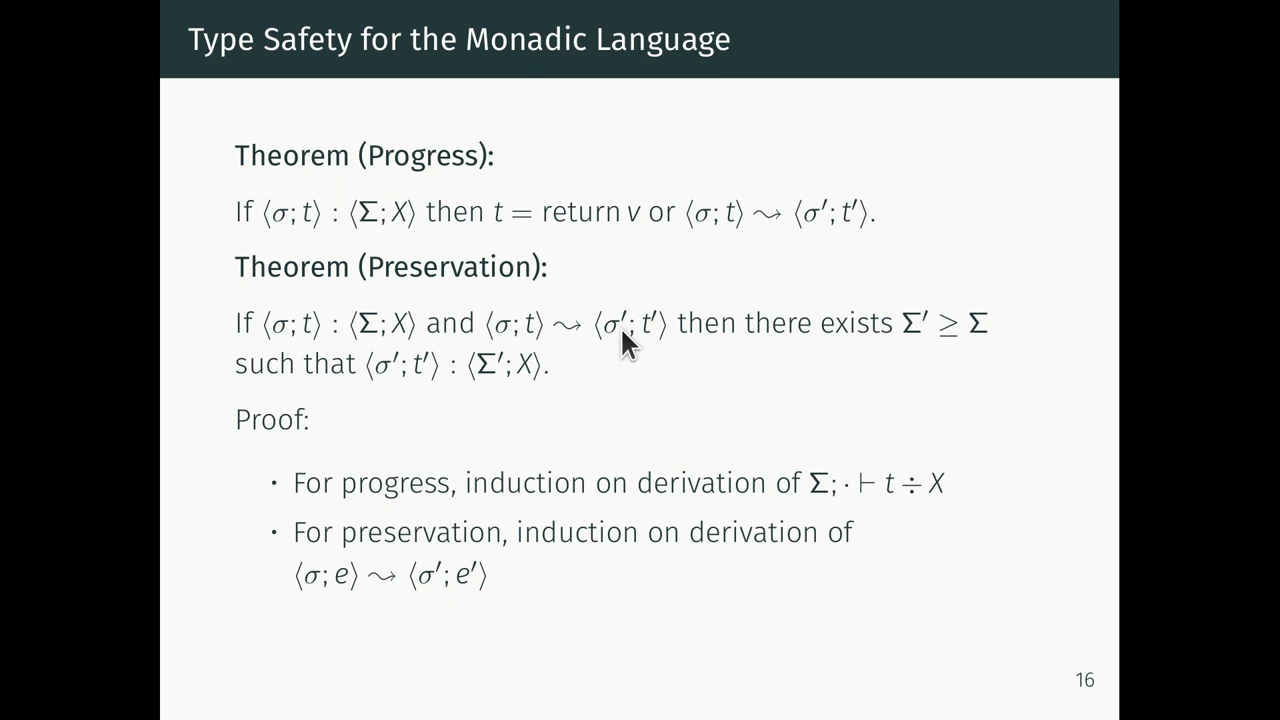 Type Safety for the Monadic Language
Theorem (Progress):
If ⟨σ; t⟩ : ⟨Σ; X⟩ then t = return v or ⟨σ; t⟩ ⇝ ⟨σ′; t′⟩.
Theorem (Preservation):
If ⟨σ; t⟩ : ⟨Σ; X⟩ and ⟨σ; t⟩ ⇝ ⟨σ′; t′⟩ then there exists Σ′ ≥ Σ
such that ⟨σ′; t′⟩ : ⟨Σ′; X⟩.
Proof:
• For progress, induction on derivation of Σ; · ⊢ t ÷ X
• For preservation, induction on derivation of
⟨σ; e⟩ ⇝ ⟨σ′; e′⟩
16